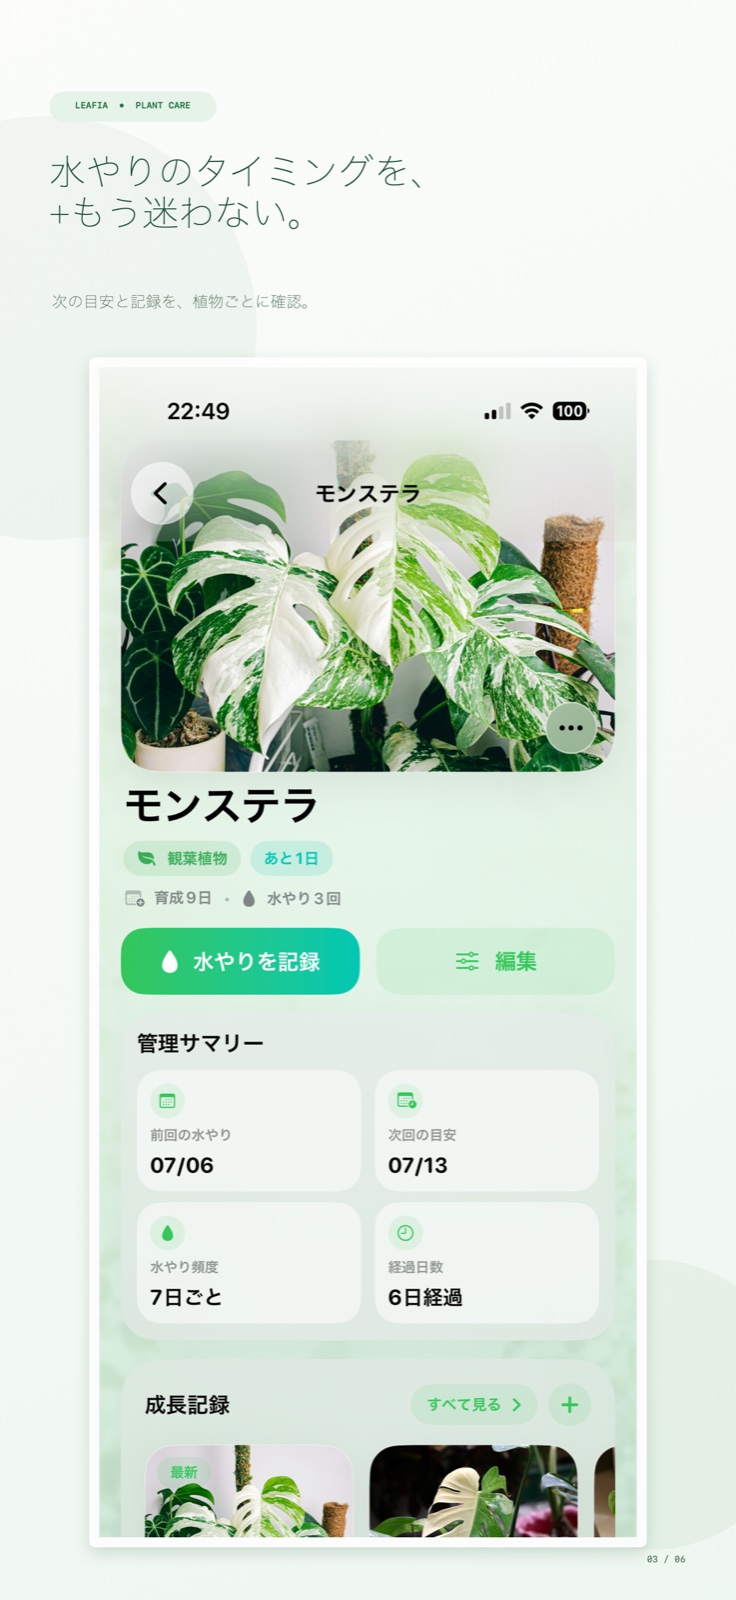 LEAFIA • PLANT CARE
水やりのタイミングを、
+もう迷わない。
次の目安と記録を、植物ごとに確認。
22:49
100
モンステラ
モンステラ
観葉植物 あと1日
育成9日 • 水やり3回
水やりを記録 編集
管理サマリー
前回の水やり 次回の目安
07/06 07/13
水やり頻度 経過日数
7日ごと 6日経過
成長記録 すべて見る
最新
03 / 06